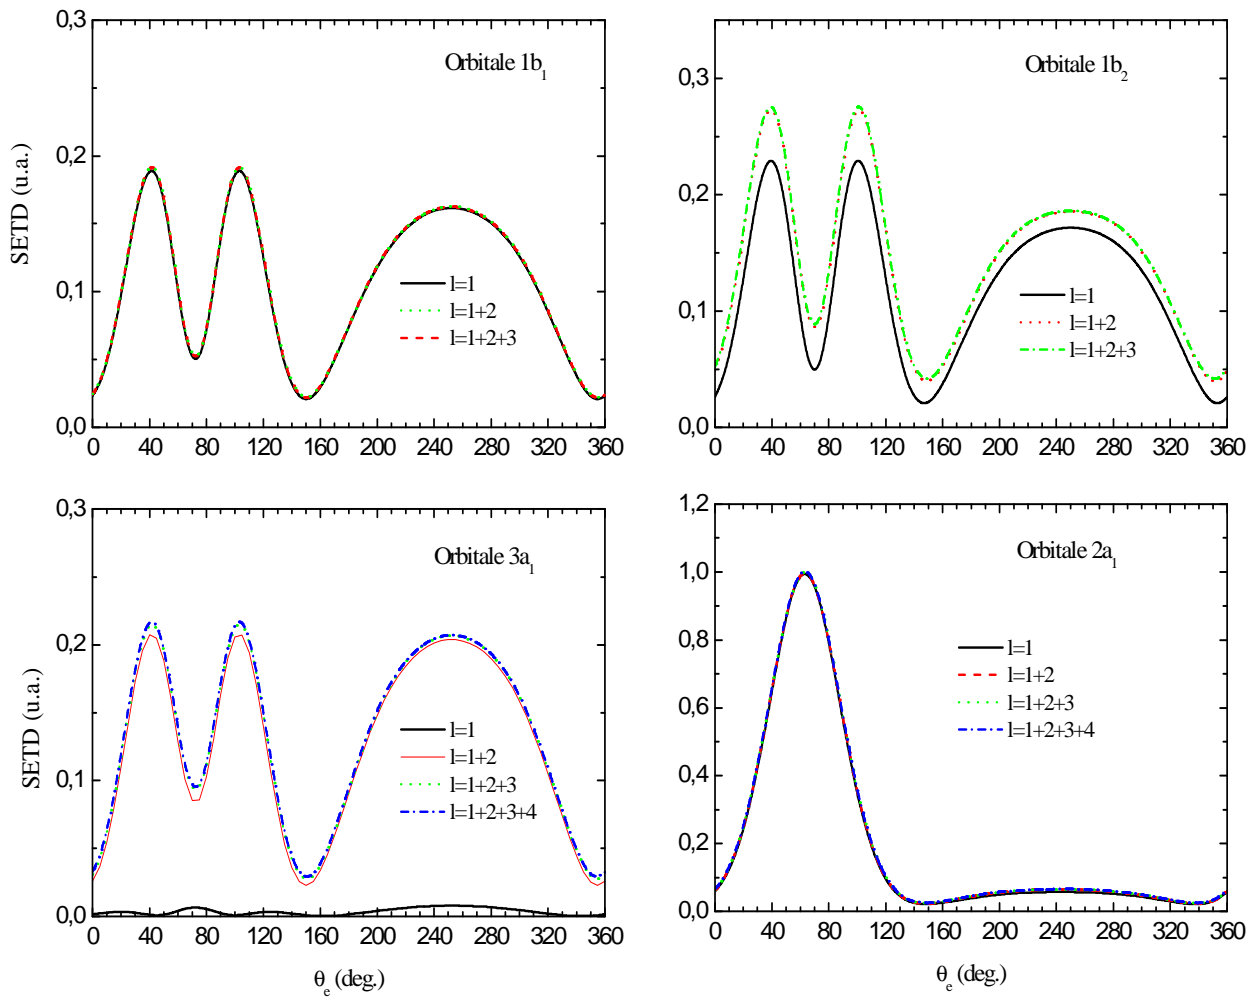 0,3
0,2
0,1
0,0
SETD (u.a.)
Orbitale 1b1
l=1
l=1+2
l=1+2+3
0 40 80 120 160 200 240 280 320 360
0,3
0,2
0,1
0,0
Orbitale 1b2
l=1
l=1+2
l=1+2+3
0 40 80 120 160 200 240 280 320 360
0,3
0,2
0,1
0,0
SETD (u.a.)
Orbitale 3a1
l=1
l=1+2
l=1+2+3
l=1+2+3+4
0 40 80 120 160 200 240 280 320 360
θe (deg.)
1,2
1,0
0,8
0,6
0,4
0,2
0,0
Orbitale 2a1
l=1
l=1+2
l=1+2+3
l=1+2+3+4
0 40 80 120 160 200 240 280 320 360
θe (deg.)